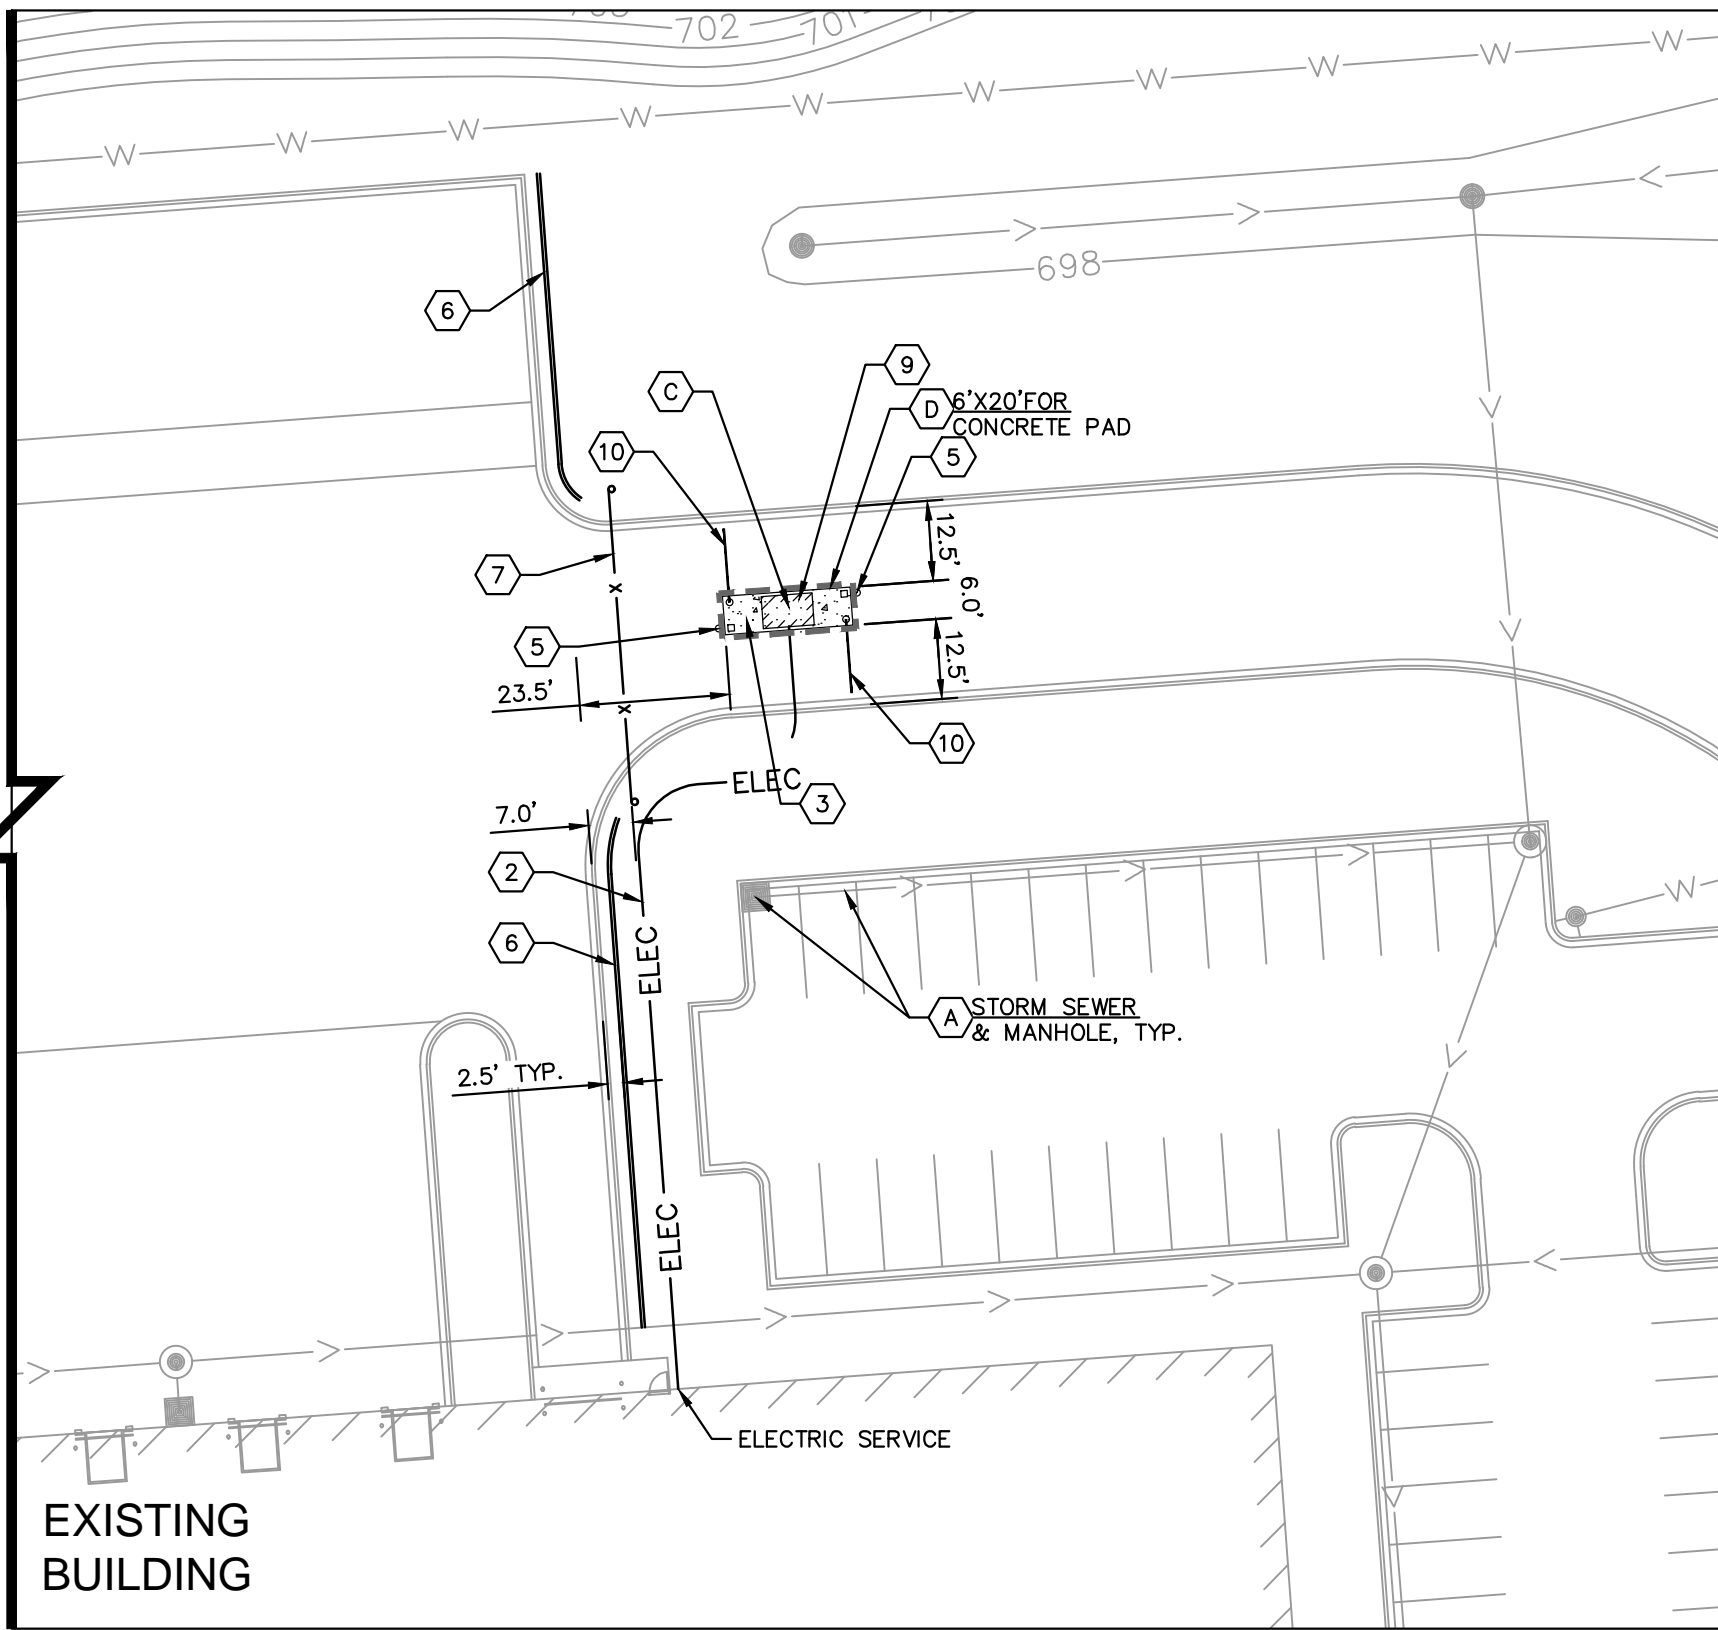 702
701
W W W W W W W W W W
698
6
9
C
D 6'X20'FOR
CONCRETE PAD
10
5
12.5'
7
x
6.0'
5
12.5'
23.5'
x
10
ELEC
3
7.0'
2
W
6
ELEC
A STORM SEWER
& MANHOLE, TYP.
2.5' TYP.
ELEC
ELECTRIC SERVICE
EXISTING
BUILDING